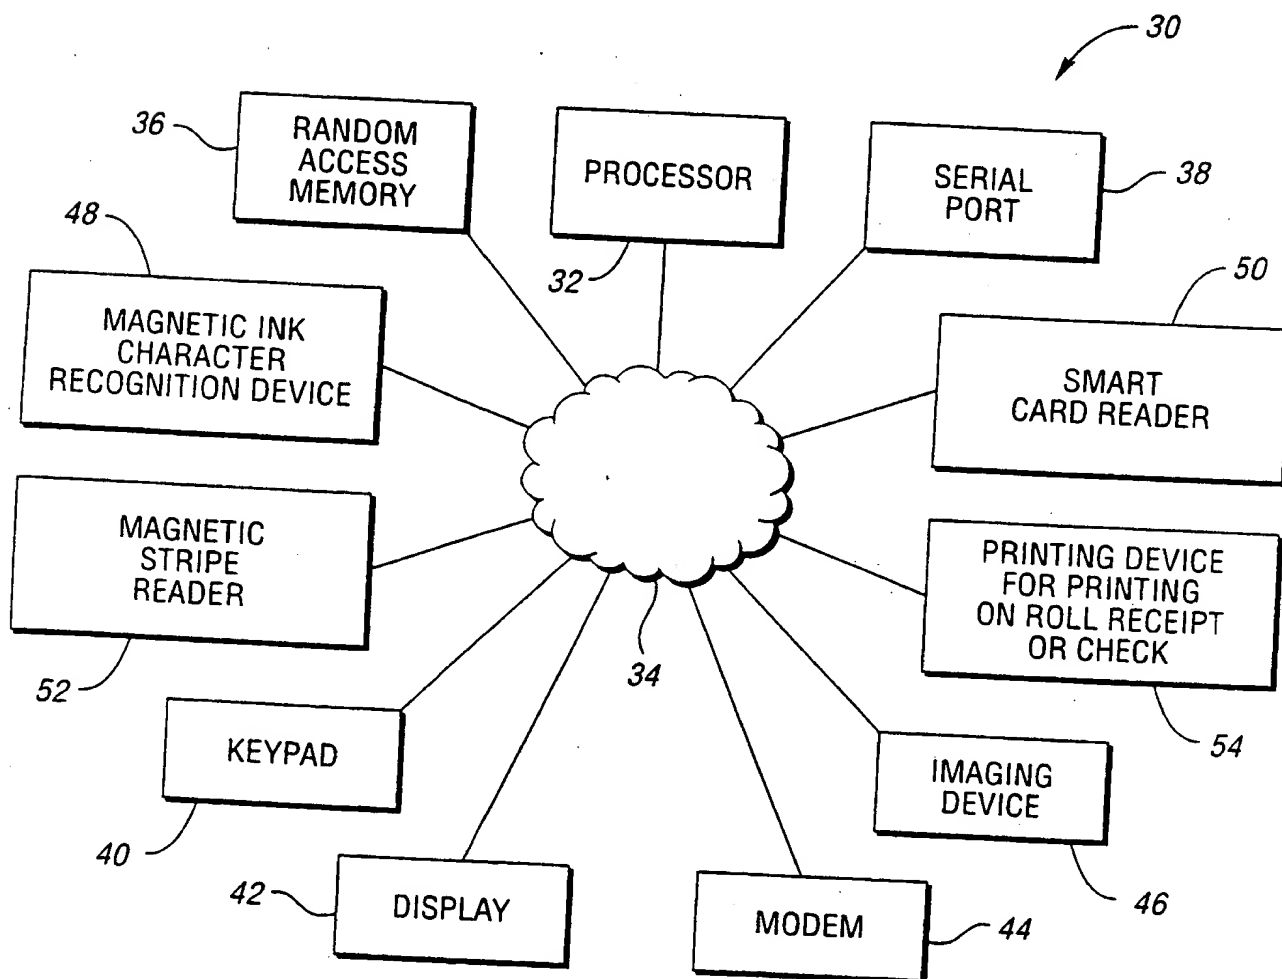 30
36
RANDOM
ACCESS
MEMORY
PROCESSOR
32
SERIAL
PORT
38
48
MAGNETIC INK
CHARACTER
RECOGNITION DEVICE
50
SMART
CARD READER
MAGNETIC
STRIPE
READER
52
34
PRINTING DEVICE
FOR PRINTING
ON ROLL RECEIPT
OR CHECK
54
KEYPAD
40
IMAGING
DEVICE
46
42
DISPLAY
MODEM
44